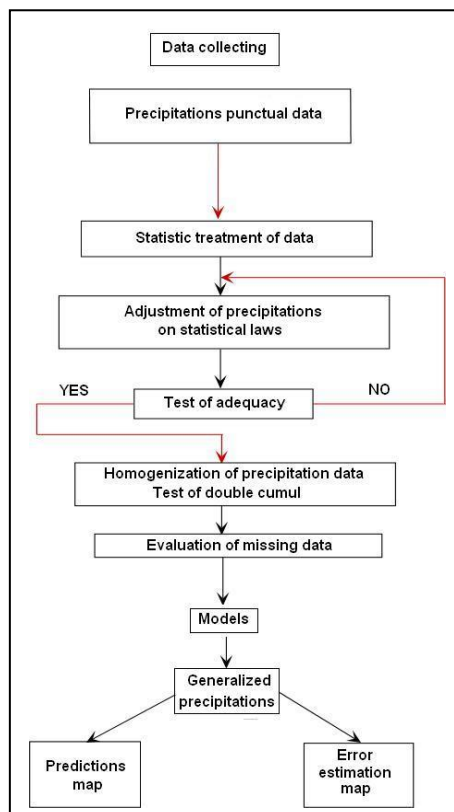 Data collecting
Precipitations punctual data
Statistic treatment of data
Adjustment of precipitations
on statistical laws
YES
NO
Test of adequacy
Homogenization of precipitation data
Test of double cumul
Evaluation of missing data
Models
Generalized
precipitations
Predictions
map
Error
estimation
map